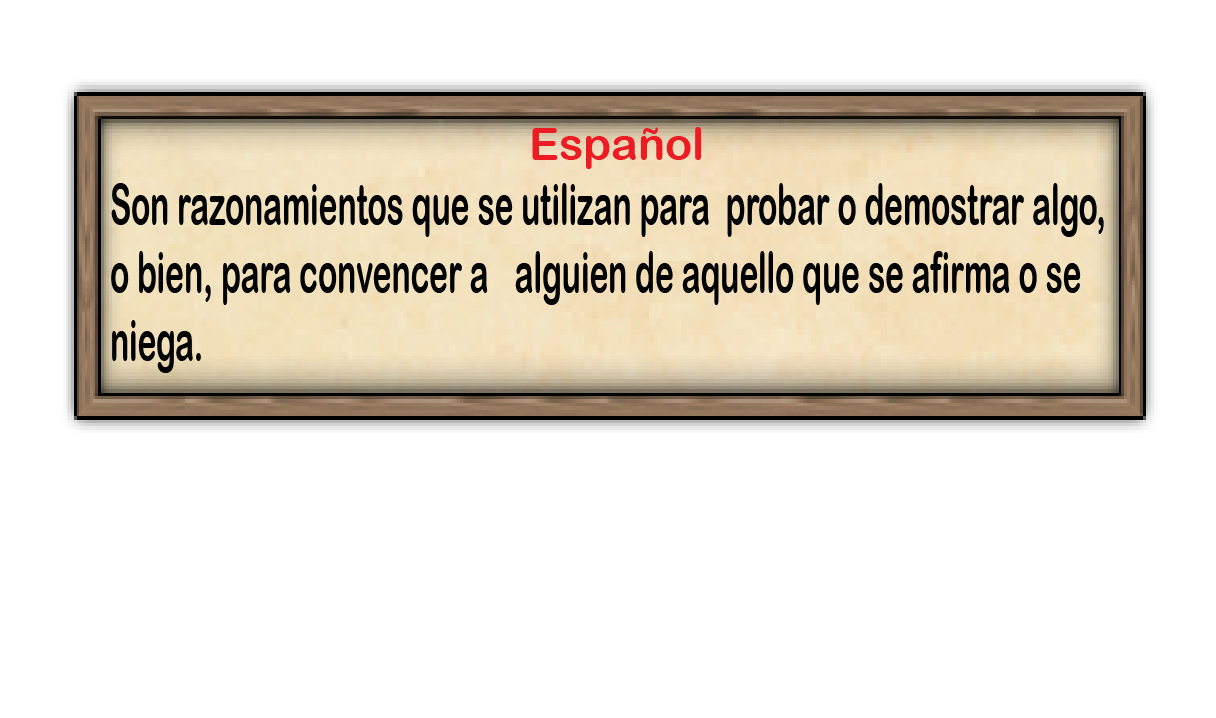 Español
Son razonamientos que se utilizan para  probar o demostrar algo,
o bien, para convencer a   alguien de aquello que se afirma o se
niega.